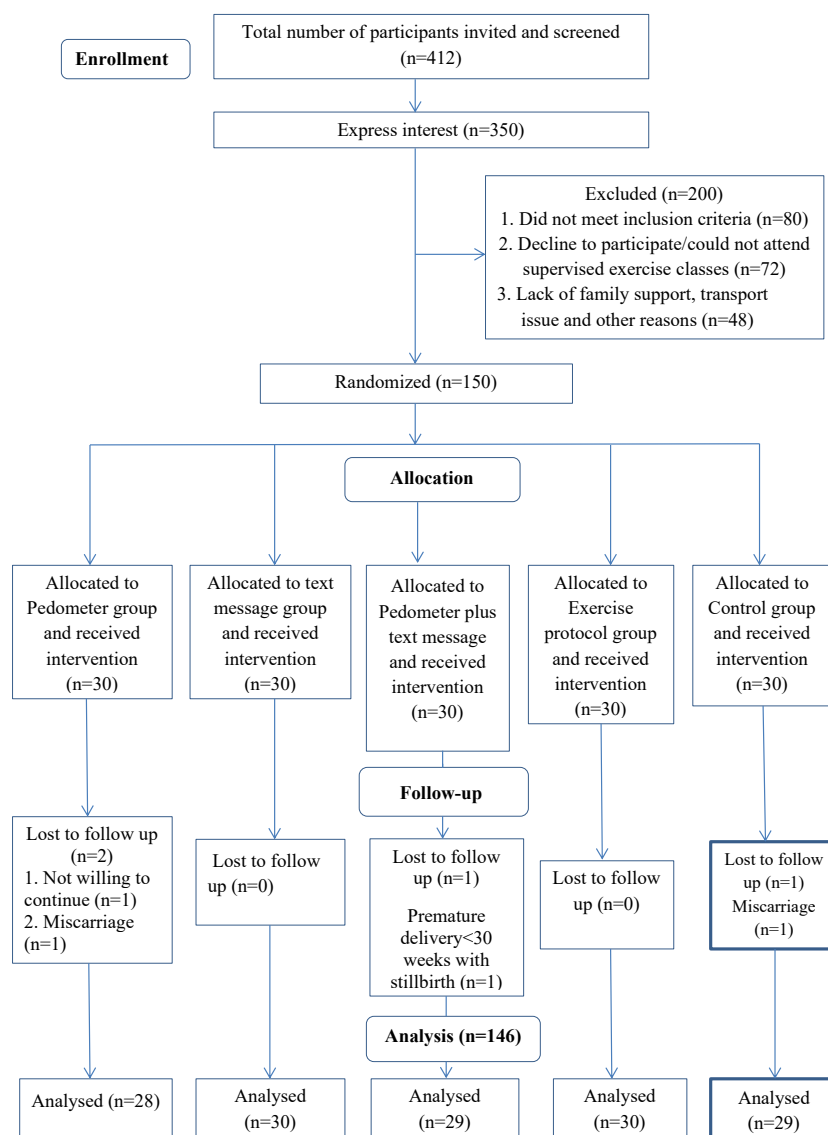 Total number of participants invited and screened
(n=412)
Enrollment
Express interest (n=350)
Excluded (n=200)
1. Did not meet inclusion criteria (n=80)
2. Decline to participate/could not attend
supervised exercise classes (n=72)
3. Lack of family support, transport
issue and other reasons (n=48)
Randomized (n=150)
Allocation
Allocated to
Pedometer group
and received
intervention
(n=30)
Allocated to text
message group
and received
intervention
(n=30)
Allocated to
Pedometer plus
text message
and received
intervention
(n=30)
Allocated to
Exercise
protocol group
and received
intervention
(n=30)
Allocated to
Control group
and received
intervention
(n=30)
Follow-up
Lost to follow up
(n=2)
1. Not willing to
continue (n=1)
2. Miscarriage
(n=1)
Lost to follow
up (n=0)
Lost to follow
up (n=1)
Premature
delivery<30
weeks with
stillbirth (n=1)
Lost to follow
up (n=0)
Lost to follow
up (n=1)
Miscarriage
(n=1)
Analysis (n=146)
Analysed (n=28)
Analysed
(n=30)
Analysed
(n=29)
Analysed
(n=30)
Analysed
(n=29)